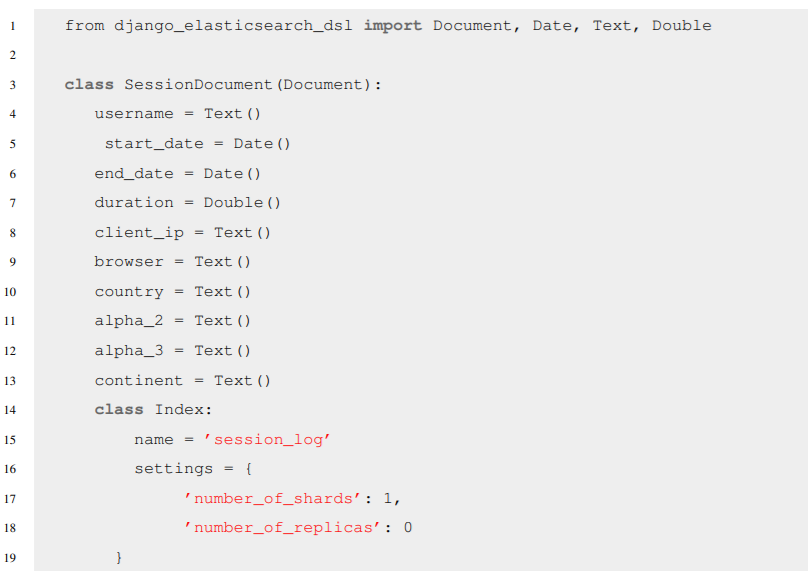 1 from django_elasticsearch_dsl import Document, Date, Text, Double
2
3 class SessionDocument(Document):
4 username = Text()
5 start_date = Date()
6 end_date = Date()
7 duration = Double()
8 client_ip = Text()
9 browser = Text()
10 country = Text()
11 alpha_2 = Text()
12 alpha_3 = Text()
13 continent = Text()
14 class Index:
15 name = ’session_log’
16 settings = {
17 ’number_of_shards’: 1,
18 ’number_of_replicas’: 0
19 }